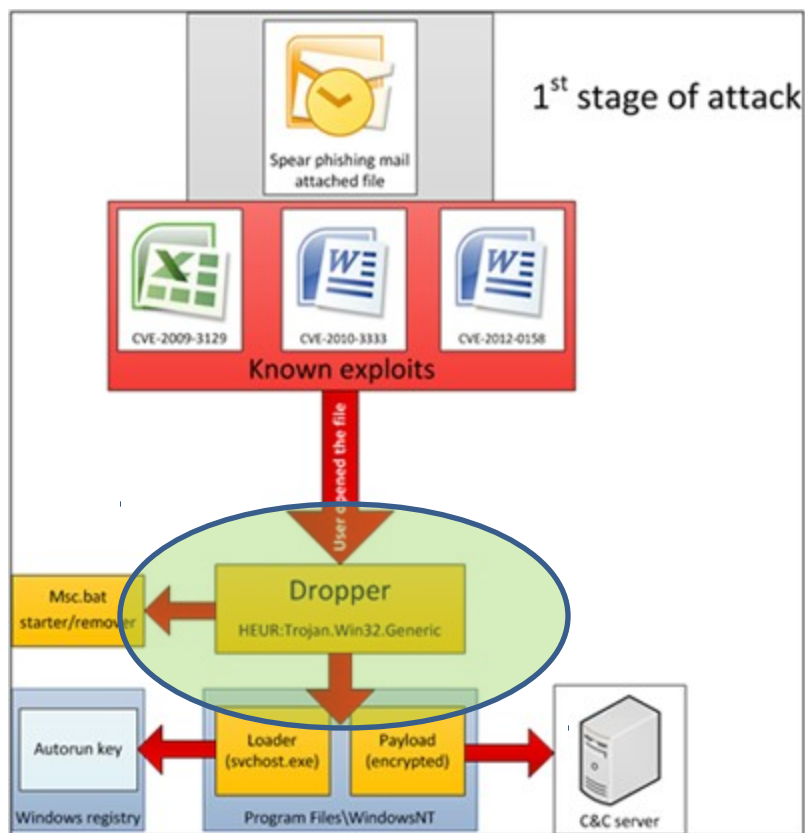 1st stage of attack
Spear phishing mail
attached file
CVE-2009-3129
CVE-2010-3333
CVE-2012-0158
Known exploits
User opened the file
Dropper
HEUR:Trojan.Win32.Generic
Msc.bat
starter/remover
Autorun key
Windows registry
Loader
(svchost.exe)
Payload
(encrypted)
Program Files\WindowsNT
C&C server